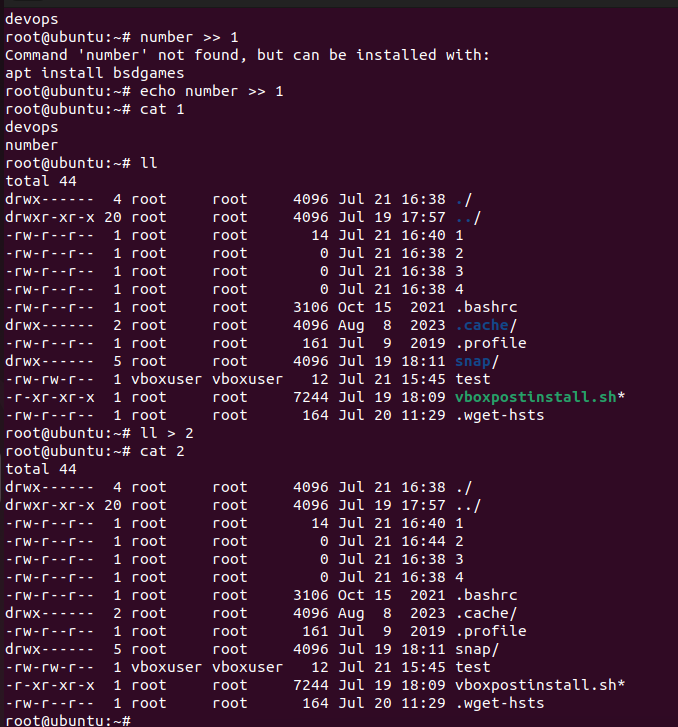 devops
root@ubuntu:~# number >> 1
Command 'number' not found, but can be installed with:
apt install bsdgames
root@ubuntu:~# echo number >> 1
root@ubuntu:~# cat 1
devops
number
root@ubuntu:~# ll
total 44
drwx------  4 root     root     4096 Jul 21 16:38 ./
drwxr-xr-x 20 root     root     4096 Jul 19 17:57 ../
-rw-r--r--  1 root     root       14 Jul 21 16:40 1
-rw-r--r--  1 root     root        0 Jul 21 16:38 2
-rw-r--r--  1 root     root        0 Jul 21 16:38 3
-rw-r--r--  1 root     root        0 Jul 21 16:38 4
-rw-r--r--  1 root     root     3106 Oct 15  2021 .bashrc
drwx------  2 root     root     4096 Aug  8  2023 .cache/
-rw-r--r--  1 root     root      161 Jul  9  2019 .profile
drwx------  5 root     root     4096 Jul 19 18:11 snap/
-rw-rw-r--  1 vboxuser vboxuser   12 Jul 21 15:45 test
-r-xr-xr-x  1 root     root     7244 Jul 19 18:09 vboxpostinstall.sh*
-rw-r--r--  1 root     root      164 Jul 20 11:29 .wget-hsts
root@ubuntu:~# ll > 2
root@ubuntu:~# cat 2
total 44
drwx------  4 root     root     4096 Jul 21 16:38 ./
drwxr-xr-x 20 root     root     4096 Jul 19 17:57 ../
-rw-r--r--  1 root     root       14 Jul 21 16:40 1
-rw-r--r--  1 root     root        0 Jul 21 16:44 2
-rw-r--r--  1 root     root        0 Jul 21 16:38 3
-rw-r--r--  1 root     root        0 Jul 21 16:38 4
-rw-r--r--  1 root     root     3106 Oct 15  2021 .bashrc
drwx------  2 root     root     4096 Aug  8  2023 .cache/
-rw-r--r--  1 root     root      161 Jul  9  2019 .profile
drwx------  5 root     root     4096 Jul 19 18:11 snap/
-rw-rw-r--  1 vboxuser vboxuser   12 Jul 21 15:45 test
-r-xr-xr-x  1 root     root     7244 Jul 19 18:09 vboxpostinstall.sh*
-rw-r--r--  1 root     root      164 Jul 20 11:29 .wget-hsts
root@ubuntu:~#